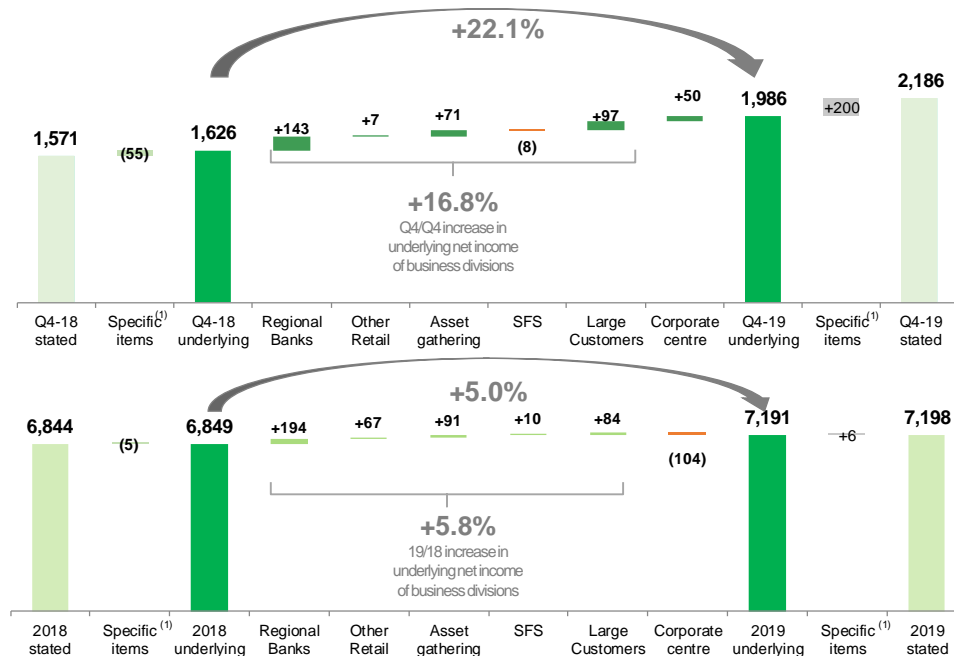 +22.1%
2,186
+50
1,986
+200
+97
+71
+7
1,571
(55)
1,626
+143
(8)
+16.8%
Q4/Q4 increase in
underlying net income
of business divisions
Q4-18
stated
Specific(1)
items
Q4-18
underlying
Regional
Banks
Other
Retail
Asset
gathering
SFS
Large
Customers
Corporate
centre
Q4-19
underlying
Specific(1)
items
Q4-19
stated
+5.0%
6,844
(5)
6,849
+194
+67
+91
+10
+84
(104)
7,191
+6
7,198
+5.8%
19/18 increase in
underlying net income
of business divisions
2018
stated
Specific (1)
items
2018
underlying
Regional
Banks
Other
Retail
Asset
gathering
SFS
Large
Customers
Corporate
centre
2019
underlying
Specific (1)
items
2019
stated